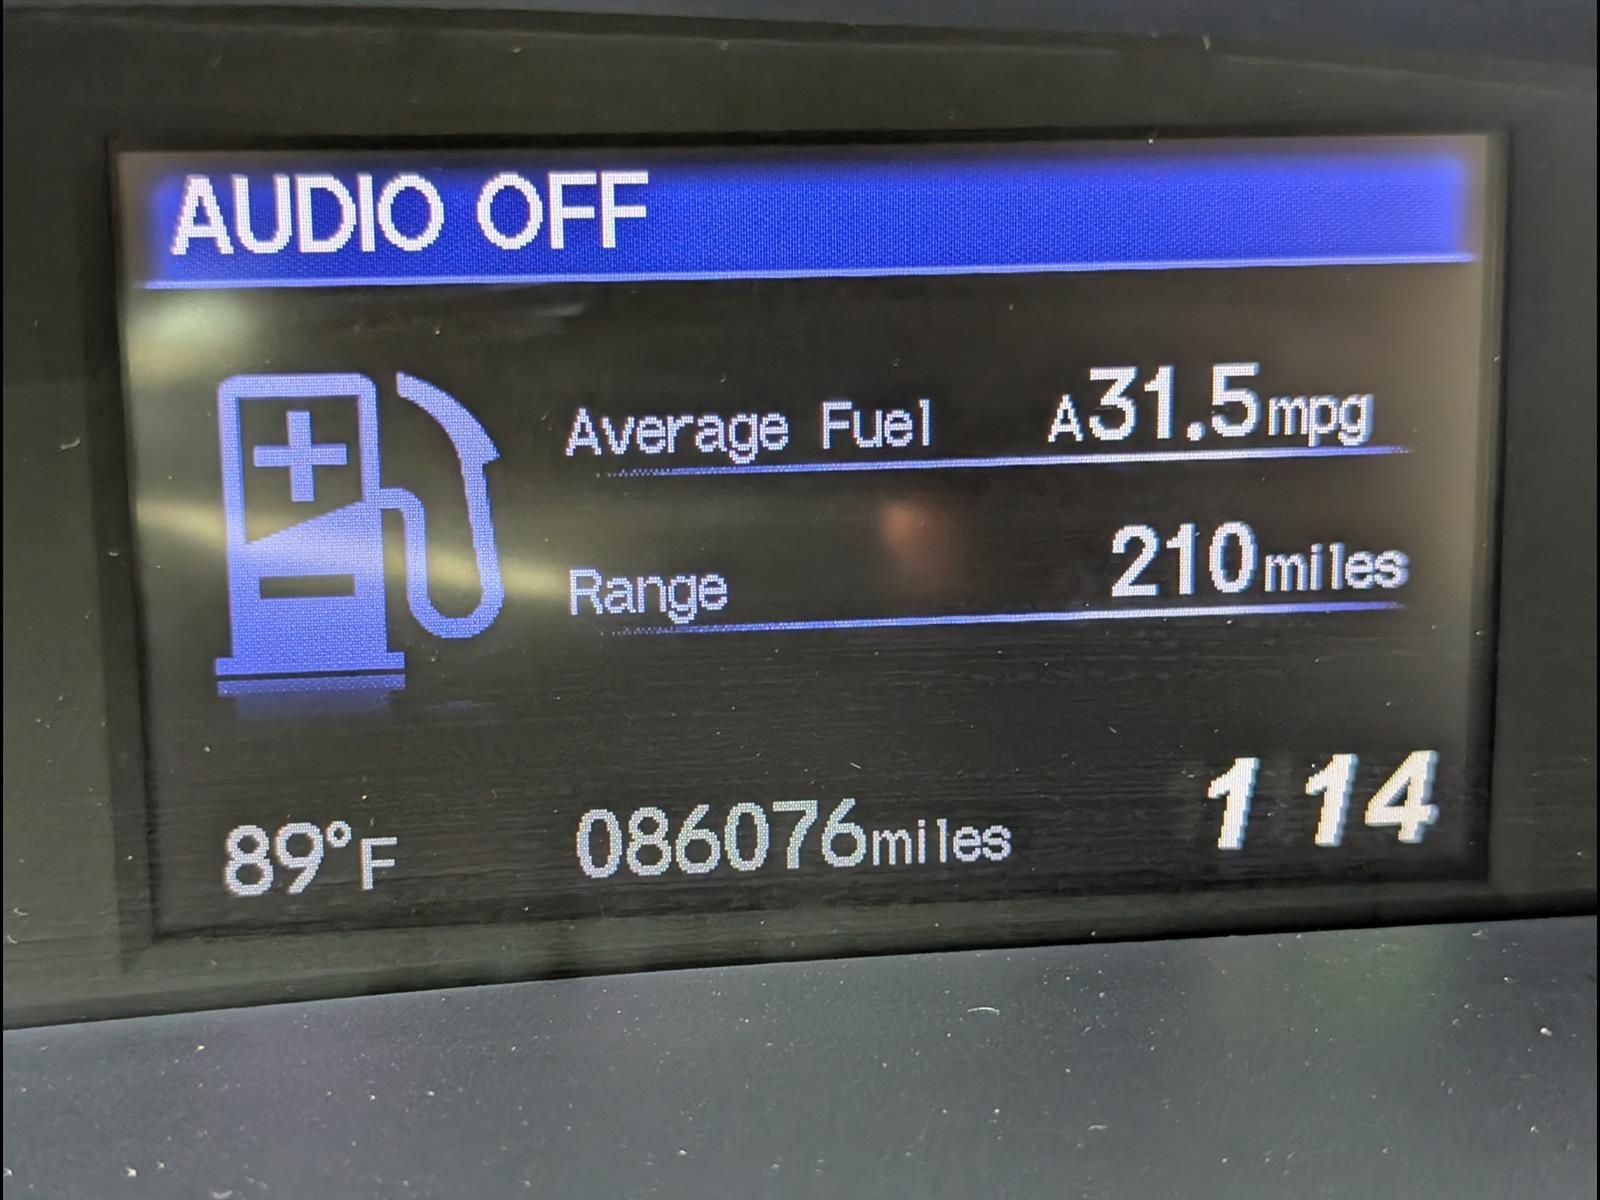 AUDIO OFF
Average Fuel A31.5mpg
Range 210miles
89°F 086076miles 1 14